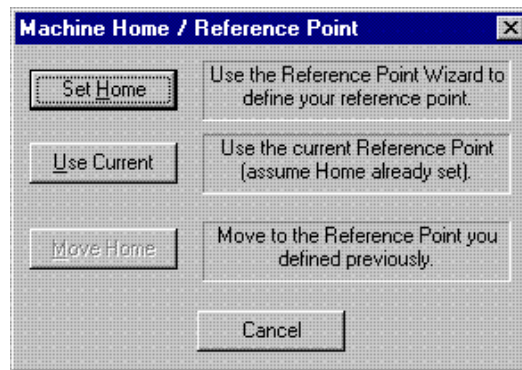 Machine Home / Reference Point
Set Home
Use the Reference Point Wizard to
define your reference point.
Use Current
Use the current Reference Point
(assume Home already set).
Move Home
Move to the Reference Point you
defined previously.
Cancel